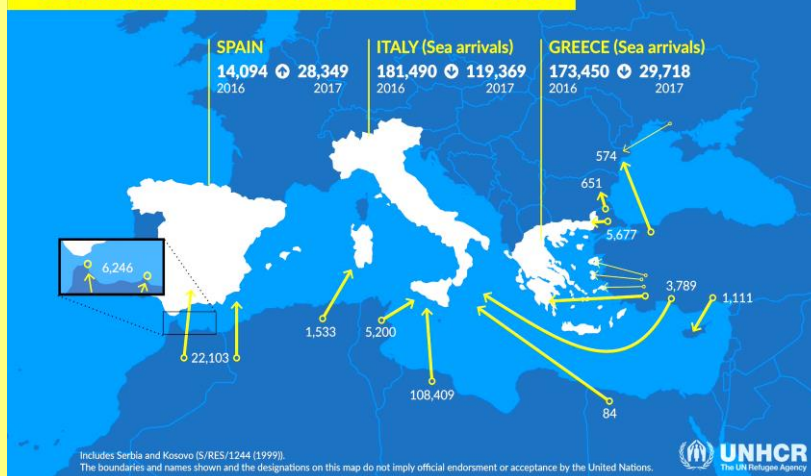 SPAIN
14,094 28,349
2016 2017
ITALY (Sea arrivals)
181,490 119,369
2016 2017
GREECE (Sea arrivals)
173,450 29,718
2016 2017
574
651
5,677
6,246
3,789
1,111
1,533
5,200
22,103
108,409
84
Includes Serbia and Kosovo (S/RES/1244 (1999)).
The boundaries and names shown and the designations on this map do not imply official endorsment or acceptance by the United Nations.
UNHCR
The UN Refugee Agency